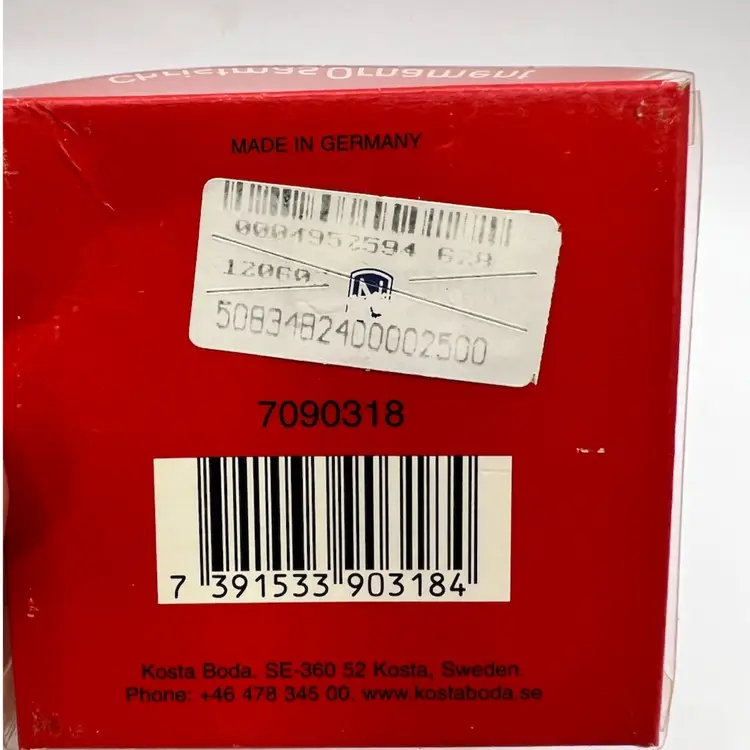 Christmas Ornament
MADE IN GERMANY
0004952594 628
12060
N
5083482400002500
7090318
7 391533 903184
Kosta Boda. SE-360 52 Kosta, Sweden
Phone: +46 478 345 00. www.kostaboda.se